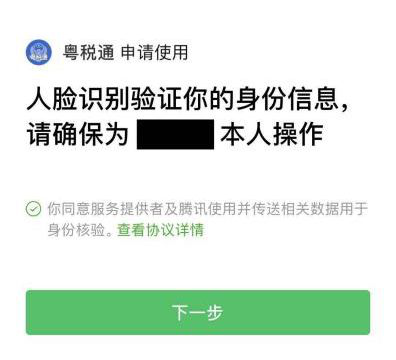 粤税通 申请使用
人脸识别验证你的身份信息，
请确保为 本人操作
你同意服务提供者及腾讯使用并传送相关数据用于
身份核验。查看协议详情
下一步